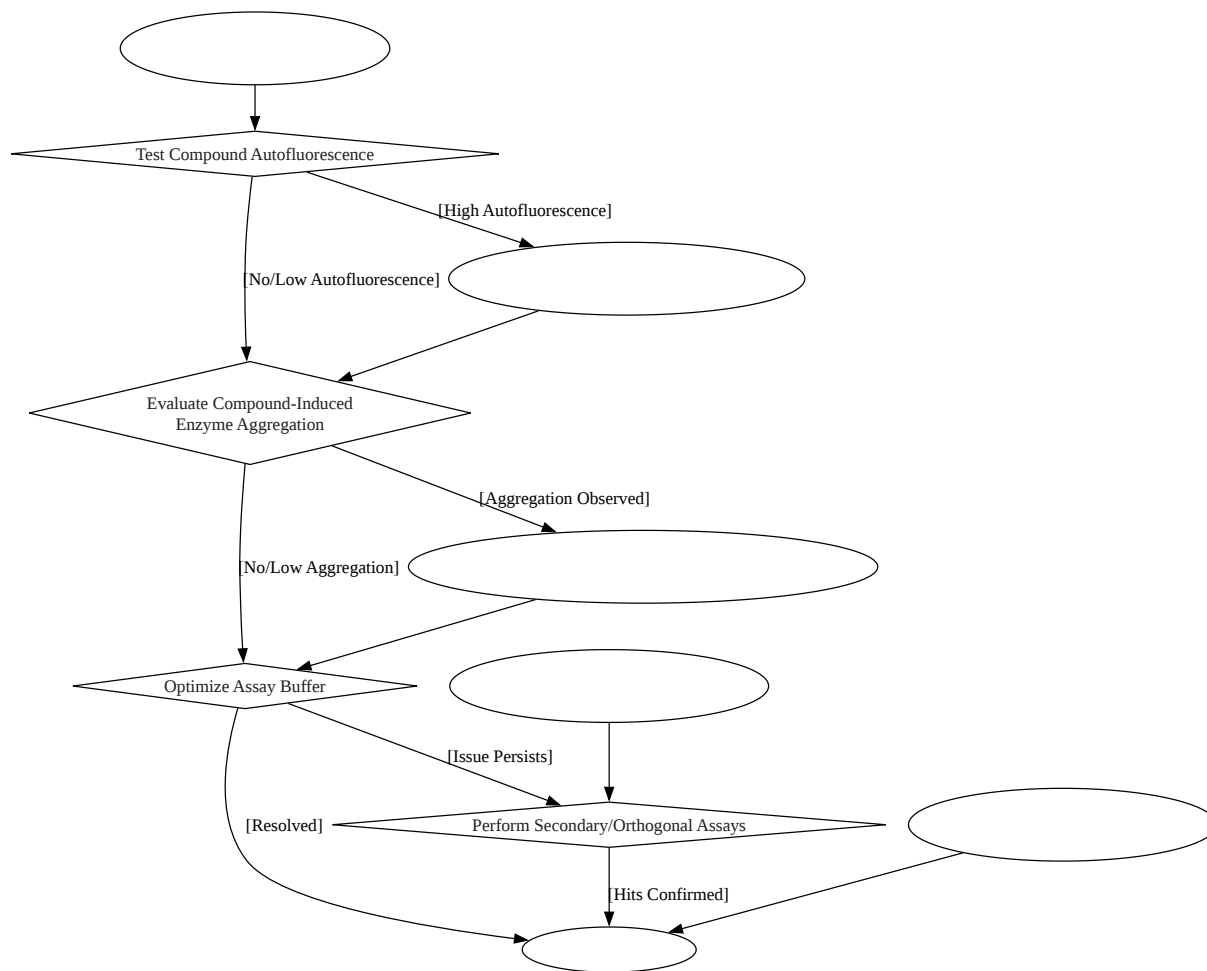 Test Compound Autofluorescence
[High Autofluorescence]
[No/Low Autofluorescence]
Evaluate Compound-Induced
Enzyme Aggregation
[Aggregation Observed]
[No/Low Aggregation]
Optimize Assay Buffer
[Issue Persists]
[Resolved]
Perform Secondary/Orthogonal Assays
[Hits Confirmed]